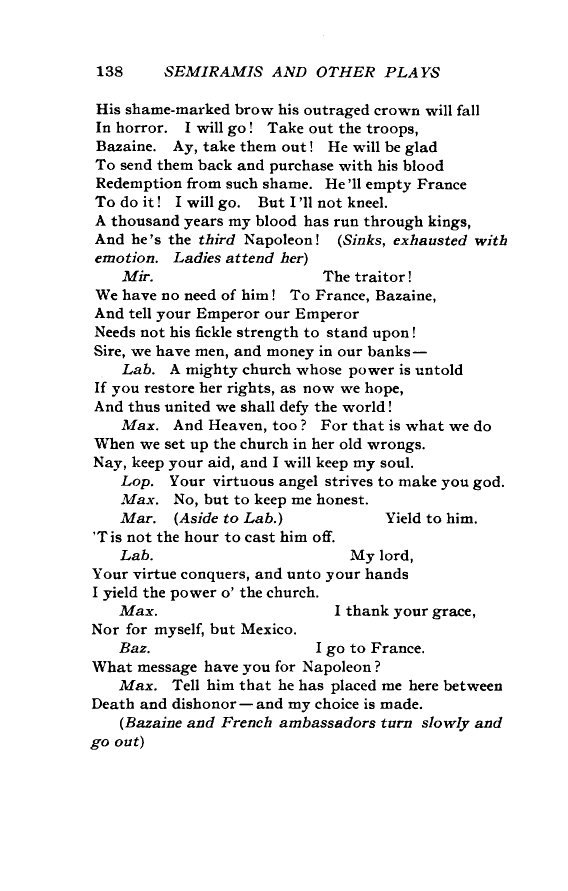 138 SEMIRAMIS AND OTHER PLAYS
His shame-marked brow his outraged crown will fall
In horror. I will go! Take out the troops,
Bazaine. Ay, take them out! He will be glad
To send them back and purchase with his blood
Redemption from such shame. He'll empty France
To do it! I will go. But I'll not kneel.
A thousand years my blood has run through kings,
And he's the third Napoleon! (Sinks, exhausted with
emotion. Ladies attend her)
Mir. The traitor!
We have no need of him! To France, Bazaine,
And tell your Emperor our Emperor
Needs not his fickle strength to stand upon!
Sire, we have men, and money in our banks—
Lab. A mighty church whose power is untold
If you restore her rights, as now we hope,
And thus united we shall defy the world!
Max. And Heaven, too? For that is what we do
When we set up the church in her old wrongs.
Nay, keep your aid, and I will keep my soul.
Lop. Your virtuous angel strives to make you god.
Max. No, but to keep me honest.
Mar. (Aside to Lab.) Yield to him.
'Tis not the hour to cast him off.
Lab. My lord,
Your virtue conquers, and unto your hands
I yield the power o' the church.
Max. I thank your grace,
Nor for myself, but Mexico.
Baz. I go to France.
What message have you for Napoleon?
Max. Tell him that he has placed me here between
Death and dishonor—and my choice is made.
(Bazaine and French ambassadors turn slowly and
go out)